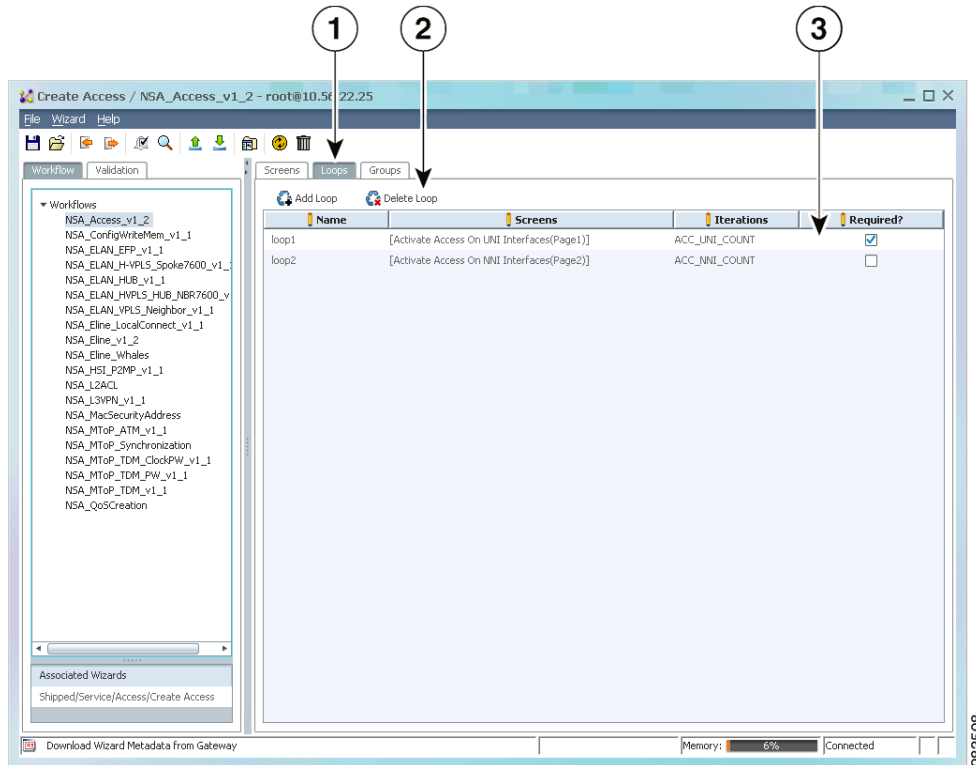 1 2 3
Create Access / NSA_Access_v1_2 - root@10.56.22.25
File Wizard Help
Workflow Validation Screens Loops Groups
Add Loop Delete Loop
Name Screens Iterations Required?
loop1 [Activate Access On UNI Interfaces(Page1)] ACC_UNI_COUNT
loop2 [Activate Access On NNI Interfaces(Page2)] ACC_NNI_COUNT
Workflows
NSA_Access_v1_2
NSA_ConfigWriteMem_v1_1
NSA_ELAN_EFP_v1_1
NSA_ELAN_H-VPLS_Spoke7600_v1_
NSA_ELAN_HUB_v1_1
NSA_ELAN_HVPLS_HUB_NBR7600_v
NSA_ELAN_VPLS_Neighbor_v1_1
NSA_Eline_LocalConnect_v1_1
NSA_Eline_v1_2
NSA_Eline_Whales
NSA_HSI_P2MP_v1_1
NSA_L2ACL
NSA_L3VPN_v1_1
NSA_MacSecurityAddress
NSA_MToP_ATM_v1_1
NSA_MToP_Synchronization
NSA_MToP_TDM_ClockPW_v1_1
NSA_MToP_TDM_PW_v1_1
NSA_MToP_TDM_v1_1
NSA_QoSCreation
Associated Wizards
Shipped/Service/Access/Create Access
Download Wizard Metadata from Gateway Memory: 6% Connected